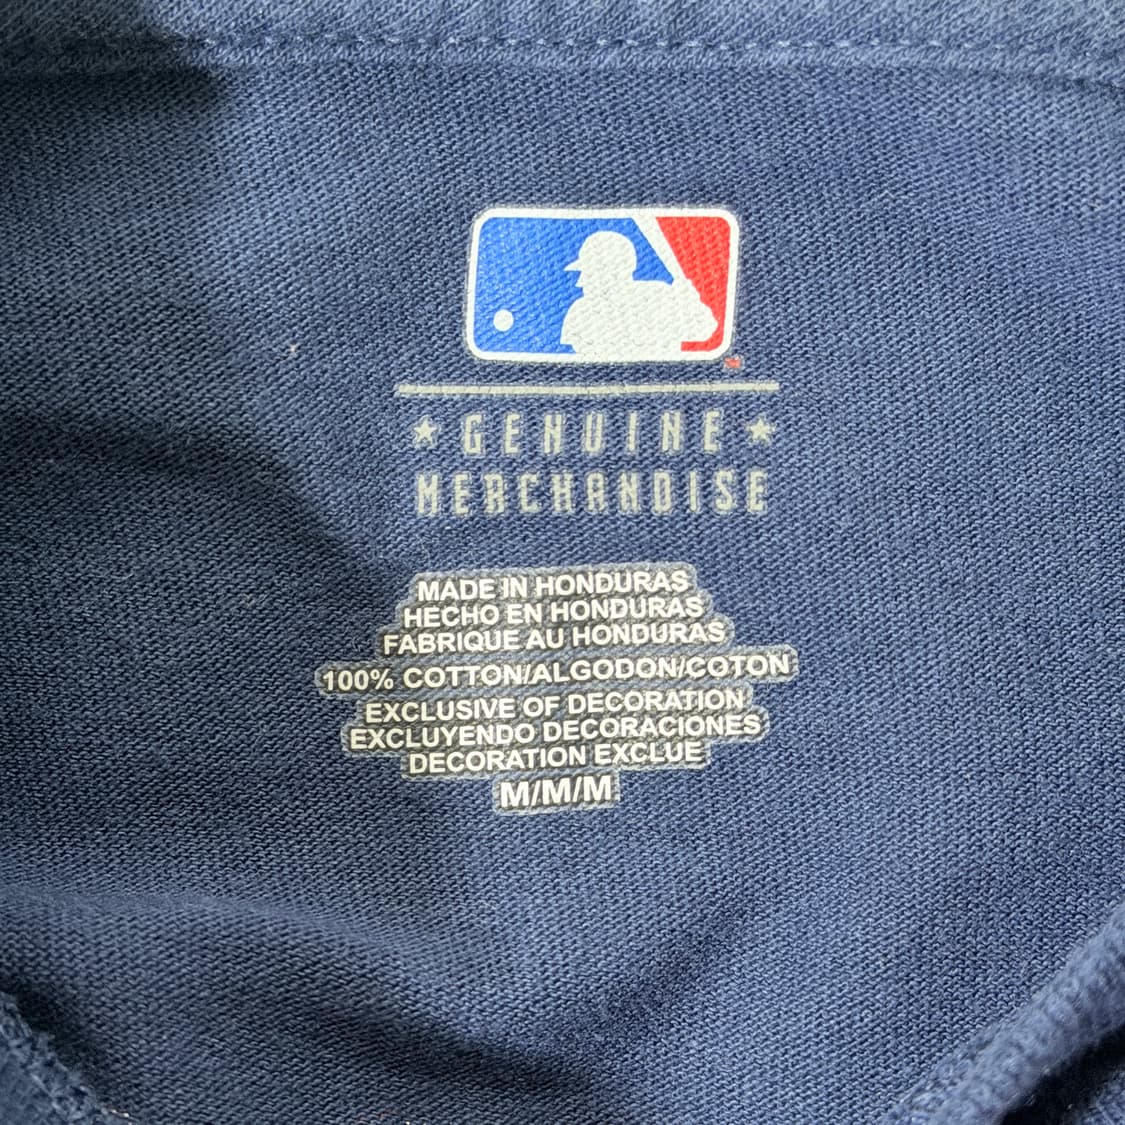 GENUINE
MERCHANDISE
MADE IN HONDURAS
HECHO EN HONDURAS
FABRIQUE AU HONDURAS
100% COTTON/ALGODON/COTON
EXCLUSIVE OF DECORATION
EXCLUYENDO DECORACIONES
DECORATION EXCLUE
M/M/M